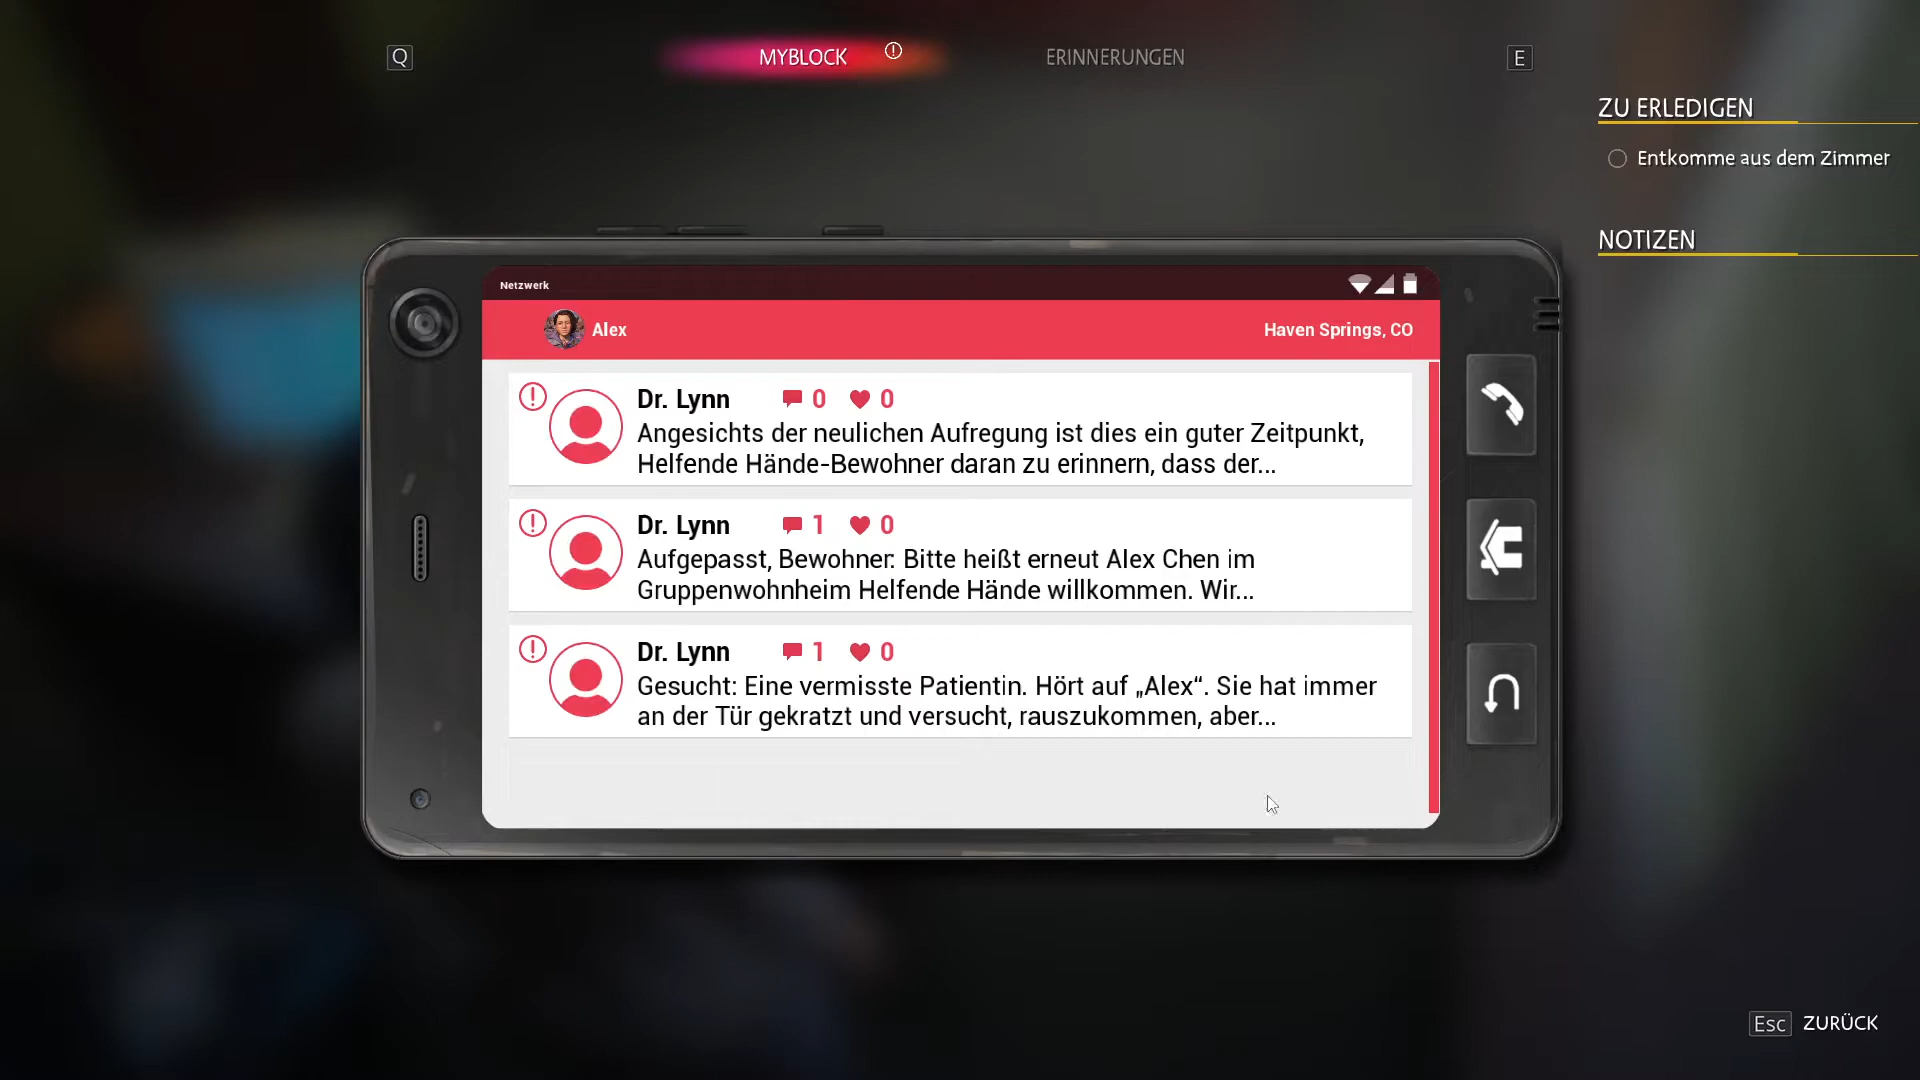 Q
MYBLOCK
ERINNERUNGEN
E
ZU ERLEDIGEN
Entkomme aus dem Zimmer
NOTIZEN
Netzwerk
Alex
Haven Springs, CO
Dr. Lynn 0 0
Angesichts der neulichen Aufregung ist dies ein guter Zeitpunkt,
Helfende Hände-Bewohner daran zu erinnern, dass der...
Dr. Lynn 1 0
Aufgepasst, Bewohner: Bitte heißt erneut Alex Chen im
Gruppenwohnheim Helfende Hände willkommen. Wir...
Dr. Lynn 1 0
Gesucht: Eine vermisste Patientin. Hört auf „Alex“. Sie hat immer
an der Tür gekratzt und versucht, rauszukommen, aber...
Esc ZURÜCK